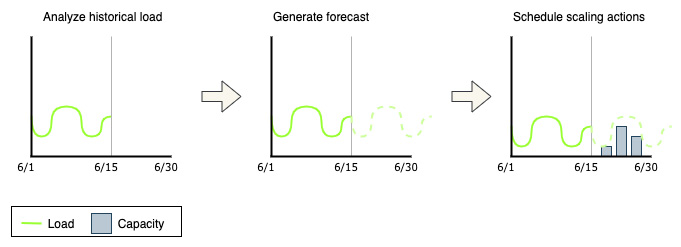 Analyze historical load
Generate forecast
Schedule scaling actions
6/1 6/15 6/30
6/1 6/15 6/30
6/1 6/15 6/30
Load
Capacity